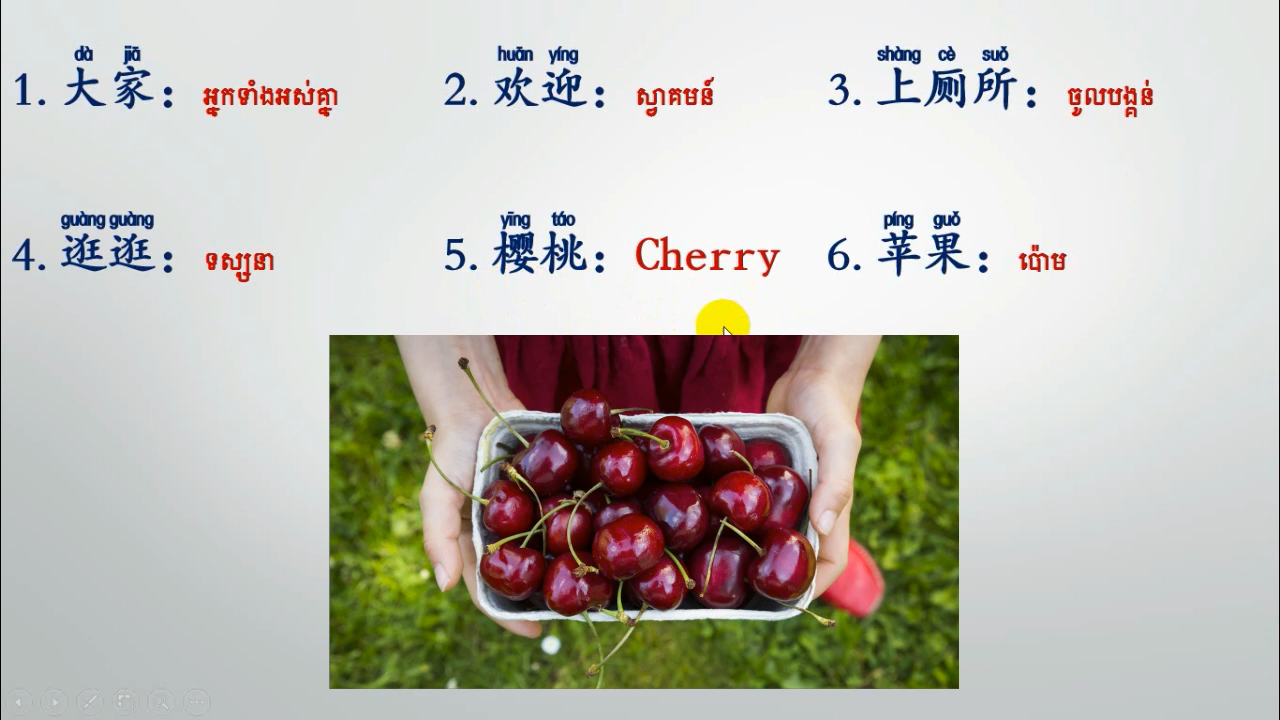 dà jiā huān yíng shàng cè suǒ
1. 大家：អ្នកទាំងអស់គ្នា 2. 欢迎：ស្វាគមន៍ 3. 上厕所：ចូលបង្គន់
guàng guàng yīng táo píng guǒ
4. 逛逛：ទស្សនា 5. 樱桃：Cherry 6. 苹果：ប៉ោម